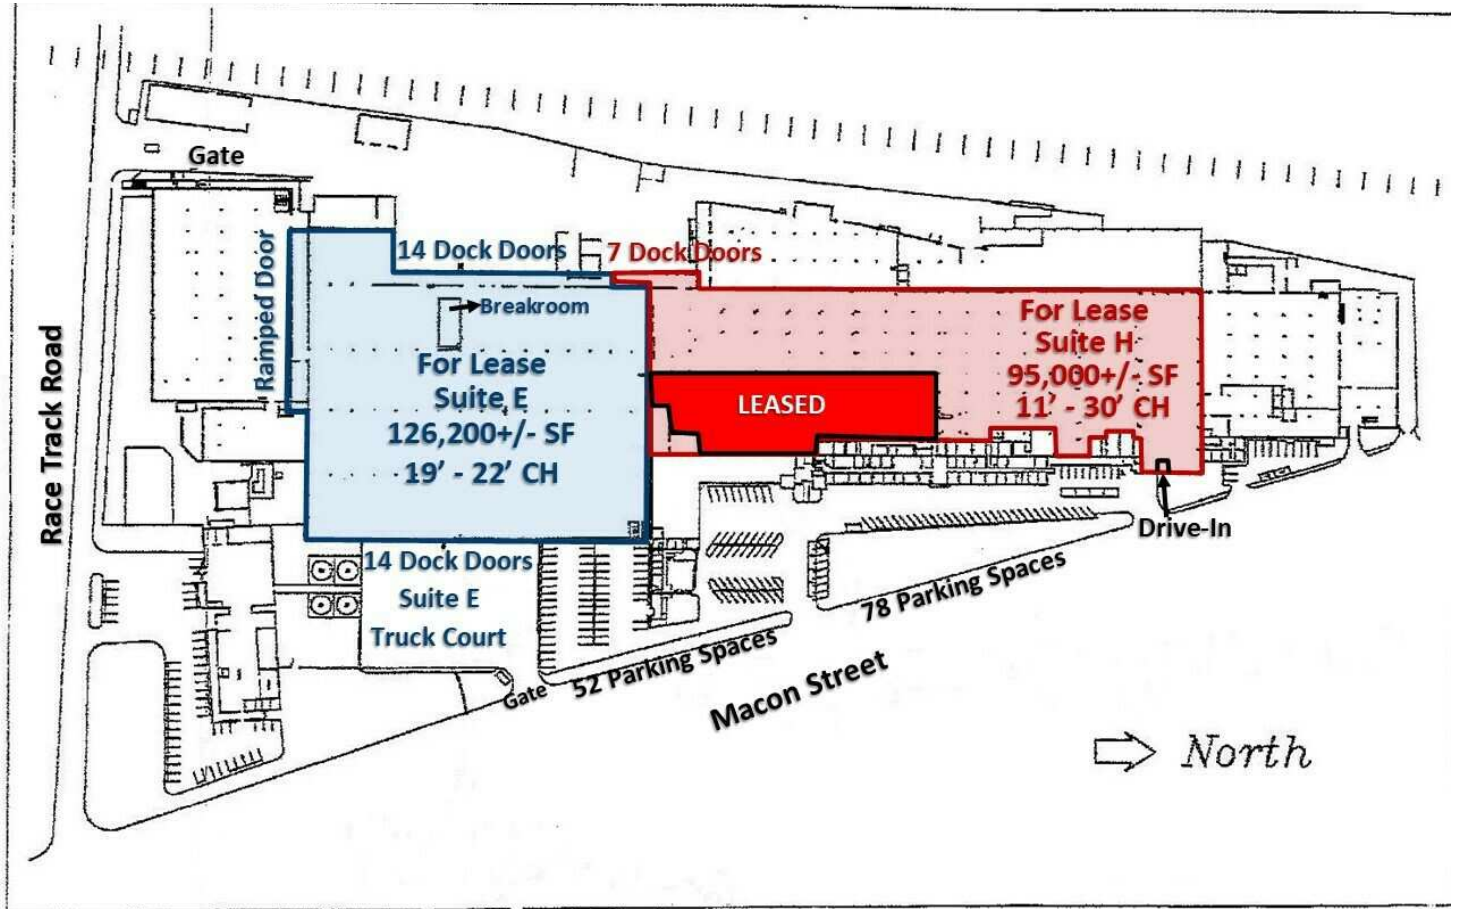 Gate
Race Track Road
Ramped Door
14 Dock Doors
7 Dock Doors
Breakroom
For Lease
Suite E
126,200+/- SF
19' - 22' CH
LEASED
For Lease
Suite H
95,000+/- SF
11' - 30' CH
Drive-In
14 Dock Doors
Suite E
Truck Court
Gate
52 Parking Spaces
78 Parking Spaces
Macon Street
North